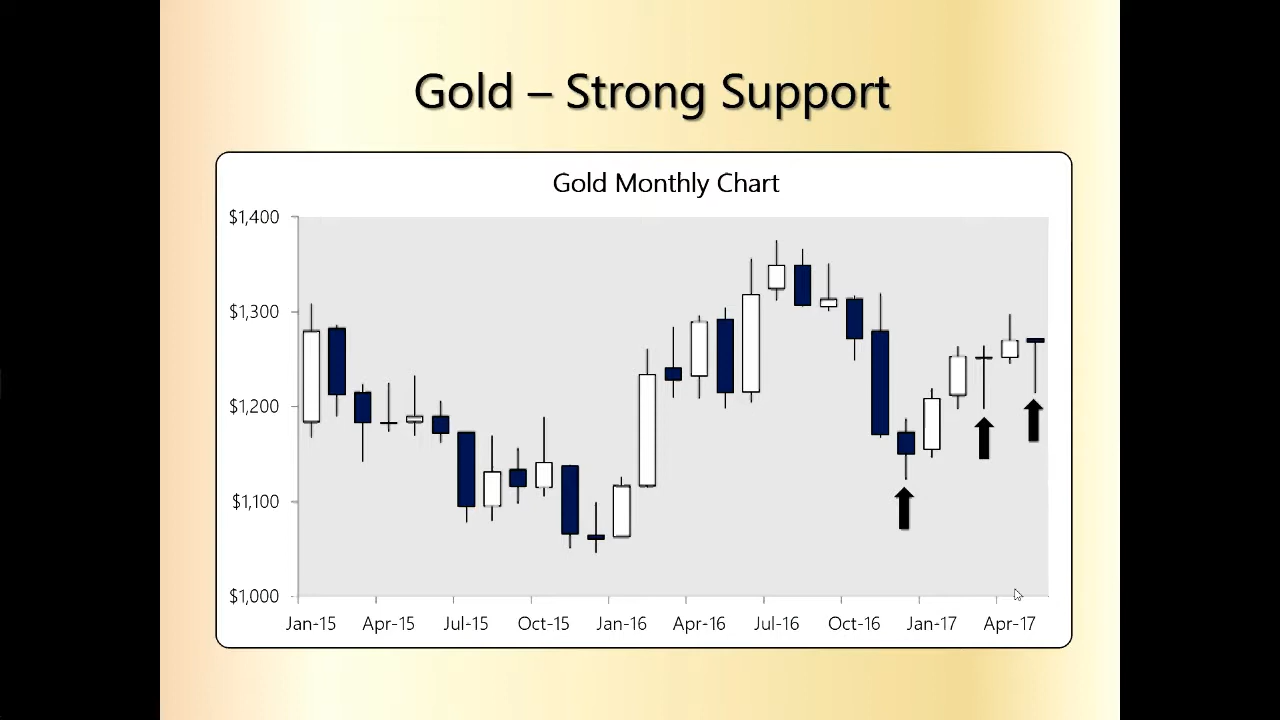 Gold – Strong Support
Gold Monthly Chart
$1,400
$1,300
$1,200
$1,100
$1,000
Jan-15 Apr-15 Jul-15 Oct-15 Jan-16 Apr-16 Jul-16 Oct-16 Jan-17 Apr-17